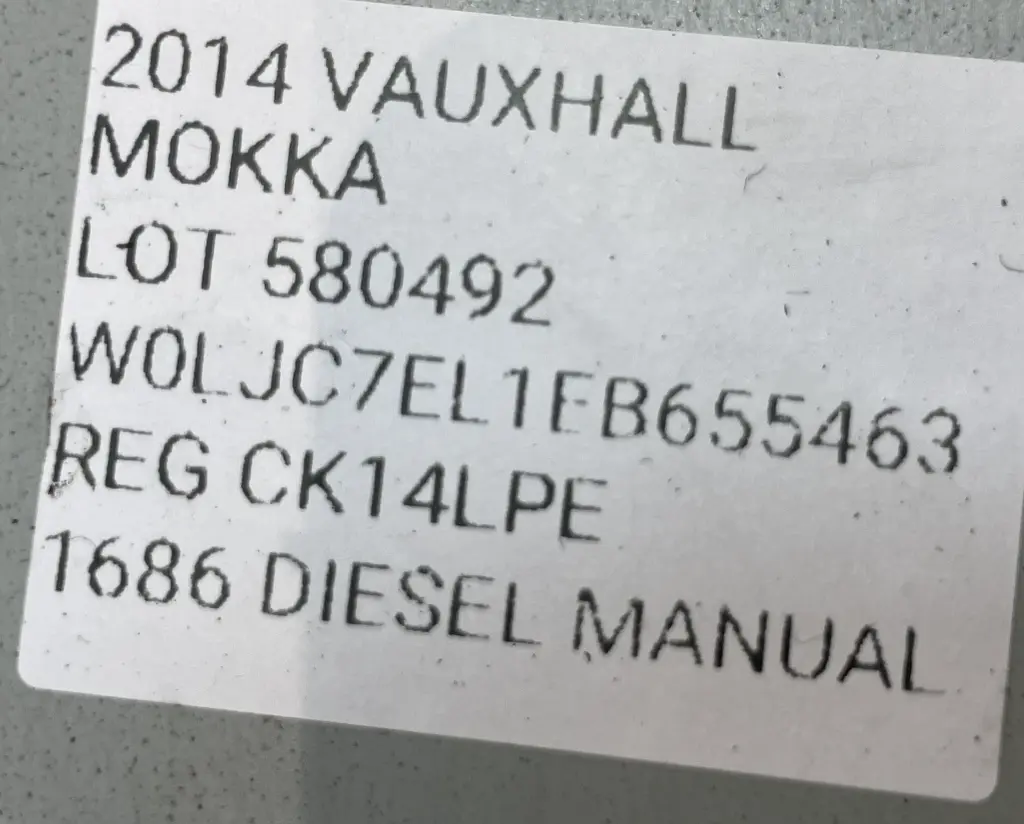 2014 VAUXHALL
MOKKA
LOT 580492
W0LJC7EL1EB655463
REG CK14LPE
1686 DIESEL MANUAL